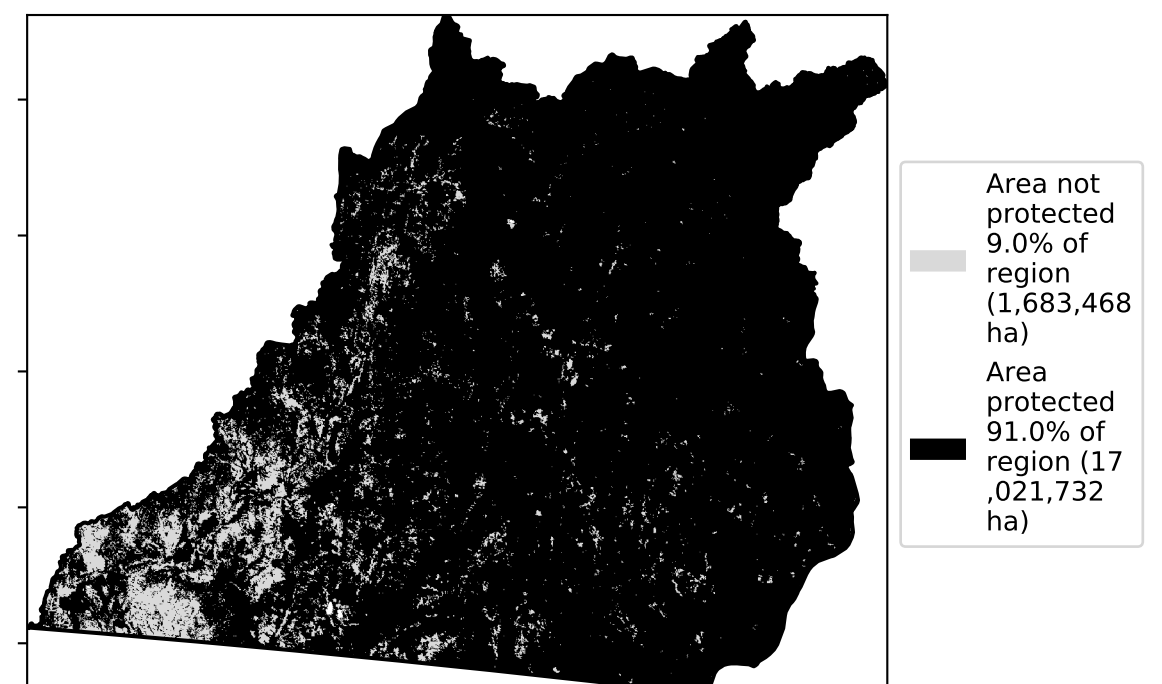 Area not
protected
9.0% of
region
(1,683,468
ha)
Area
protected
91.0% of
region (17
,021,732
ha)